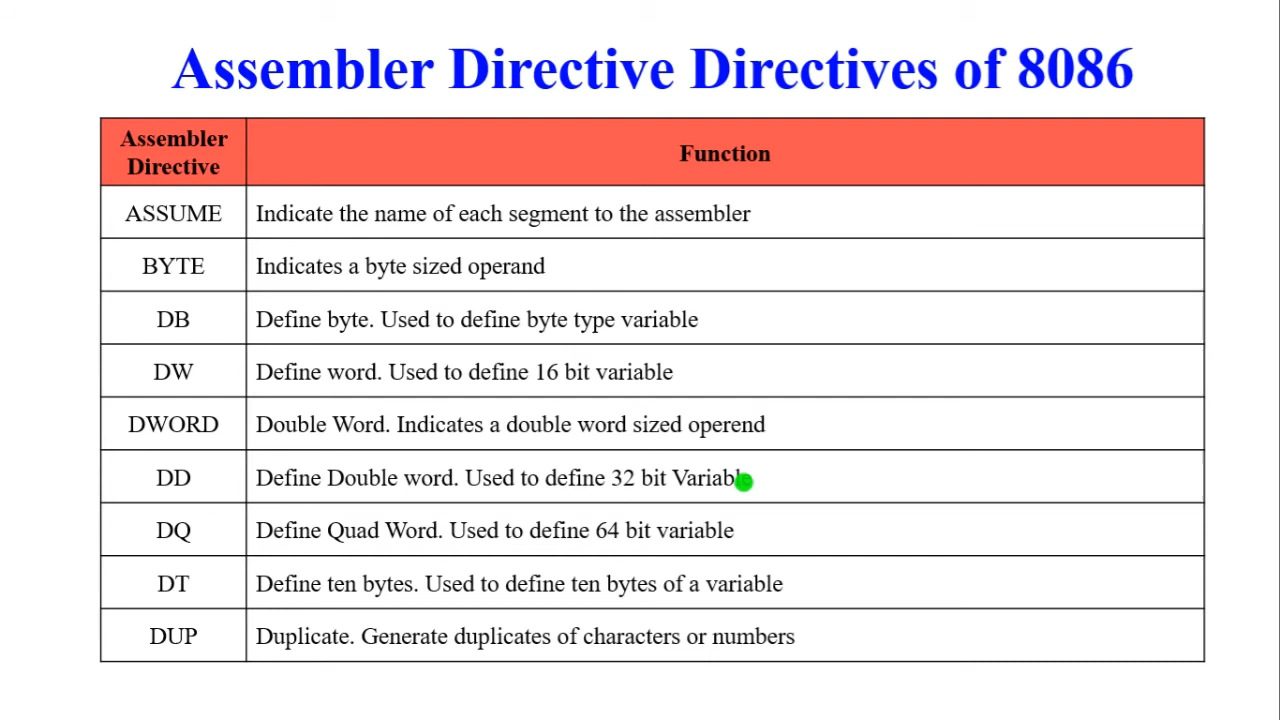 Assembler Directive Directives of 8086
Assembler
Directive
Function
ASSUME
Indicate the name of each segment to the assembler
BYTE
Indicates a byte sized operand
DB
Define byte. Used to define byte type variable
DW
Define word. Used to define 16 bit variable
DWORD
Double Word. Indicates a double word sized operend
DD
Define Double word. Used to define 32 bit Variable
DQ
Define Quad Word. Used to define 64 bit variable
DT
Define ten bytes. Used to define ten bytes of a variable
DUP
Duplicate. Generate duplicates of characters or numbers